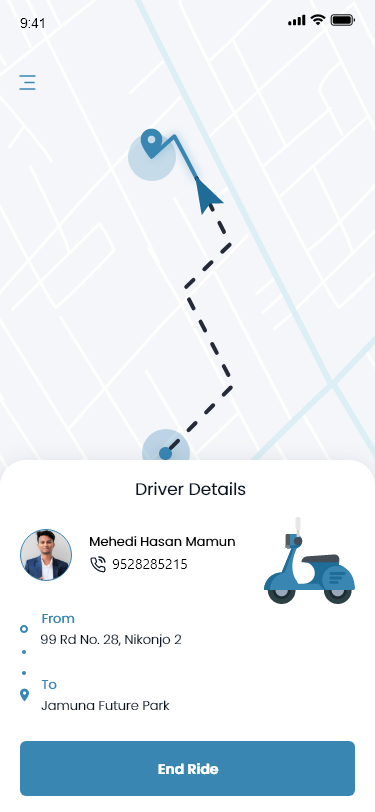 9:41
Driver Details
Mehedi Hasan Mamun
9528285215
From
99 Rd No. 28, Nikonjo 2
To
Jamuna Future Park
End Ride